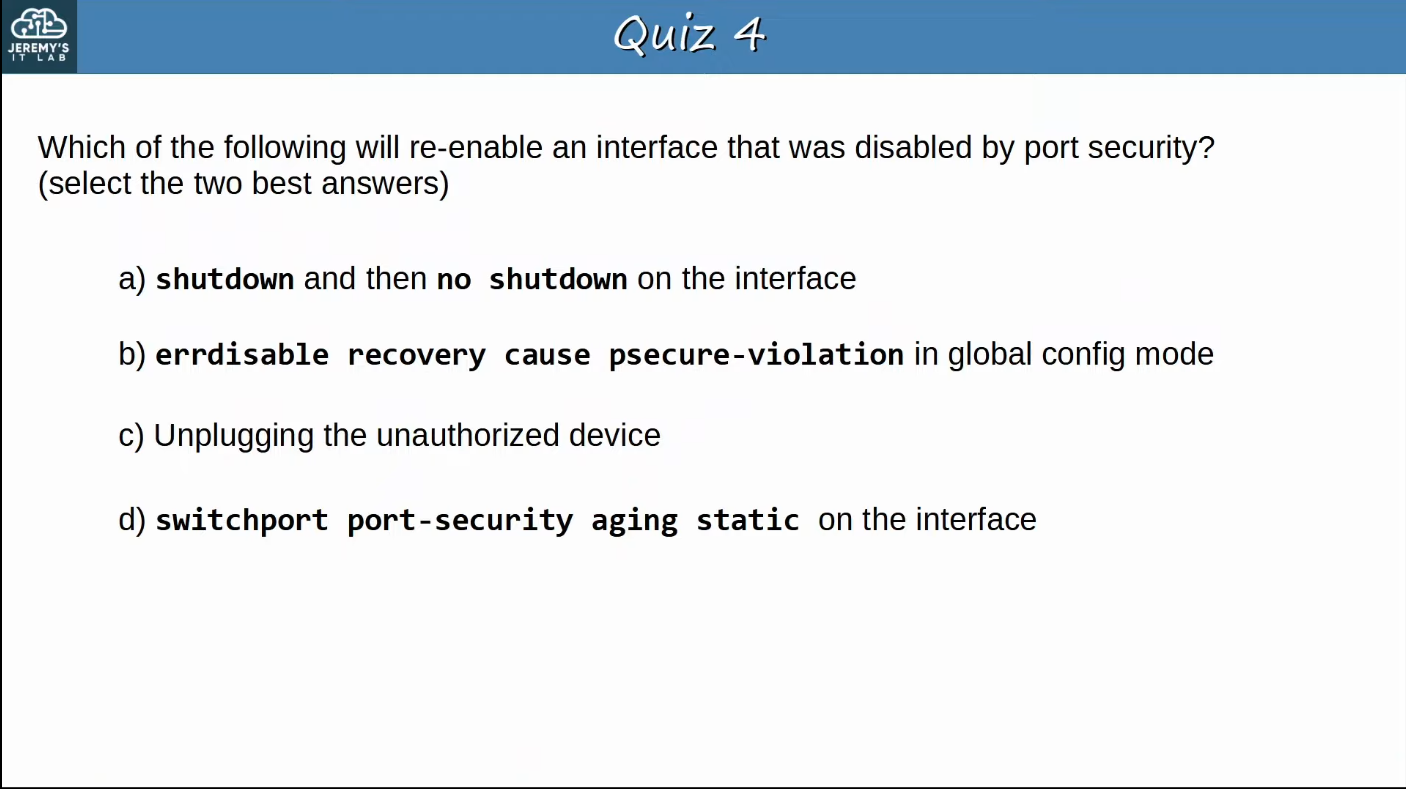 JEREMY'S
IT LAB
Quiz 4
Which of the following will re-enable an interface that was disabled by port security?
(select the two best answers)
a) shutdown and then no shutdown on the interface
b) errdisable recovery cause psecure-violation in global config mode
c) Unplugging the unauthorized device
d) switchport port-security aging static on the interface